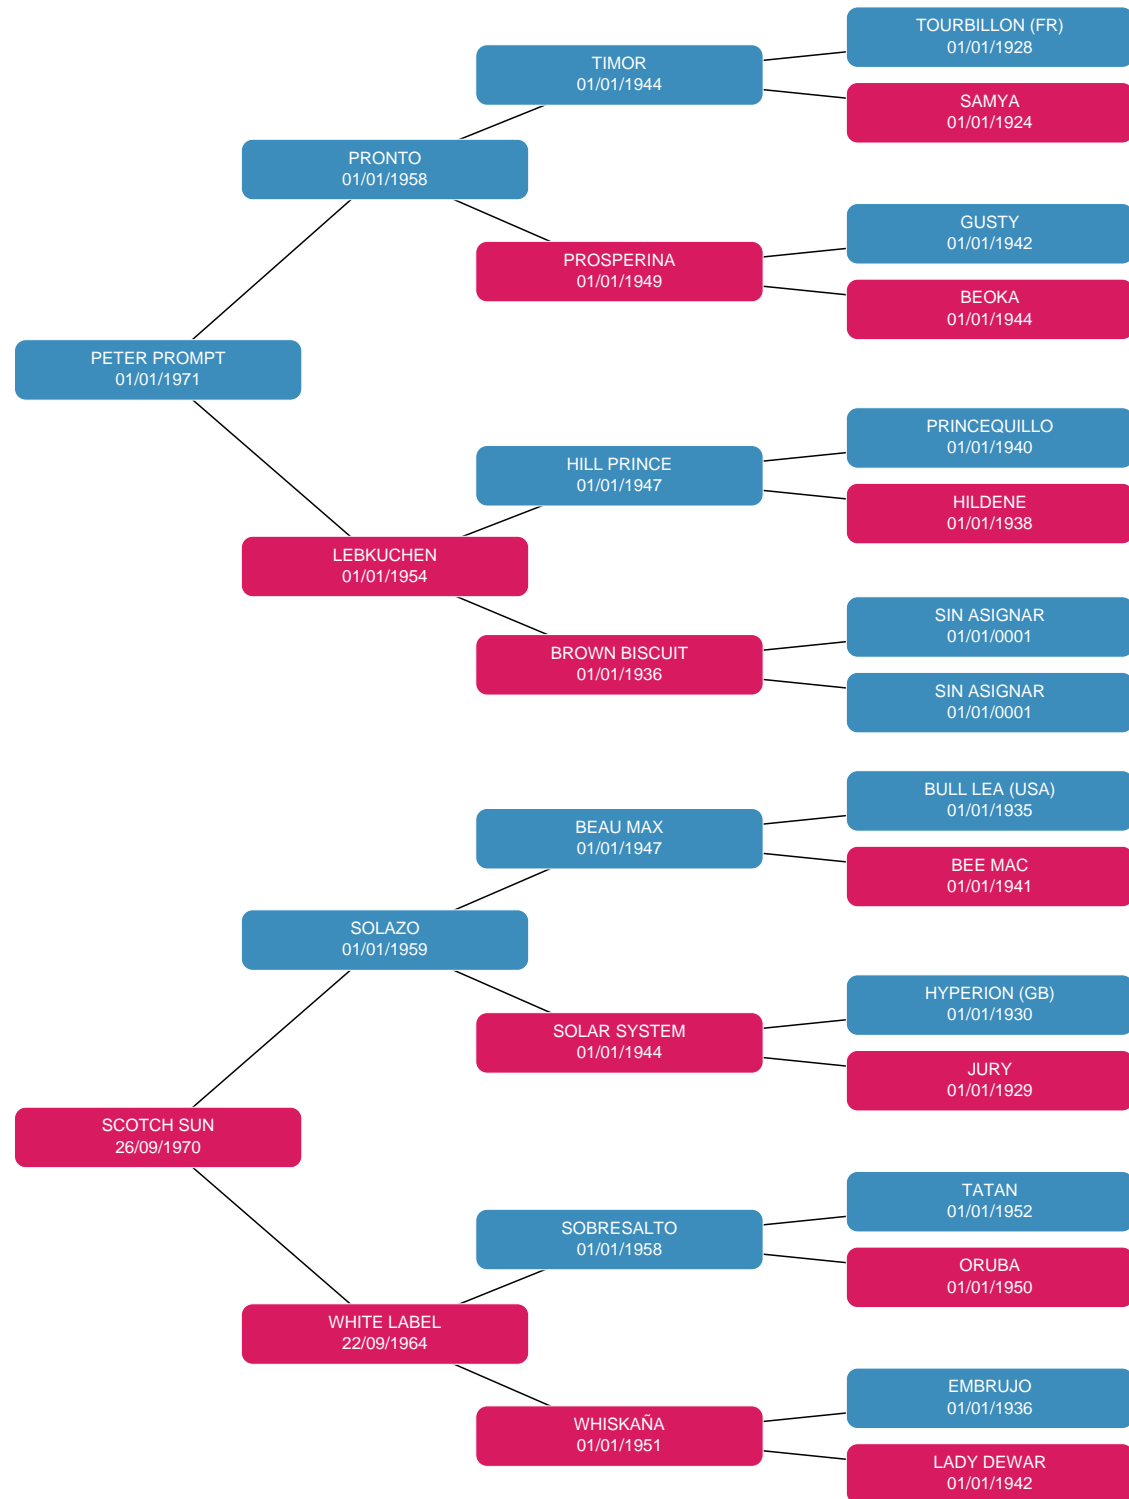 TOURBILLON (FR)
01/01/1928
TIMOR
01/01/1944
SAMYA
01/01/1924
PRONTO
01/01/1958
GUSTY
01/01/1942
PROSPERINA
01/01/1949
BEOKA
01/01/1944
PETER PROMPT
01/01/1971
PRINCEQUILLO
01/01/1940
HILL PRINCE
01/01/1947
HILDENE
01/01/1938
LEBKUCHEN
01/01/1954
SIN ASIGNAR
01/01/0001
BROWN BISCUIT
01/01/1936
SIN ASIGNAR
01/01/0001
BULL LEA (USA)
01/01/1935
BEAU MAX
01/01/1947
BEE MAC
01/01/1941
SOLAZO
01/01/1959
HYPERION (GB)
01/01/1930
SOLAR SYSTEM
01/01/1944
JURY
01/01/1929
SCOTCH SUN
26/09/1970
TATAN
01/01/1952
SOBRESALTO
01/01/1958
ORUBA
01/01/1950
WHITE LABEL
22/09/1964
EMBRUJO
01/01/1936
WHISKAÑA
01/01/1951
LADY DEWAR
01/01/1942